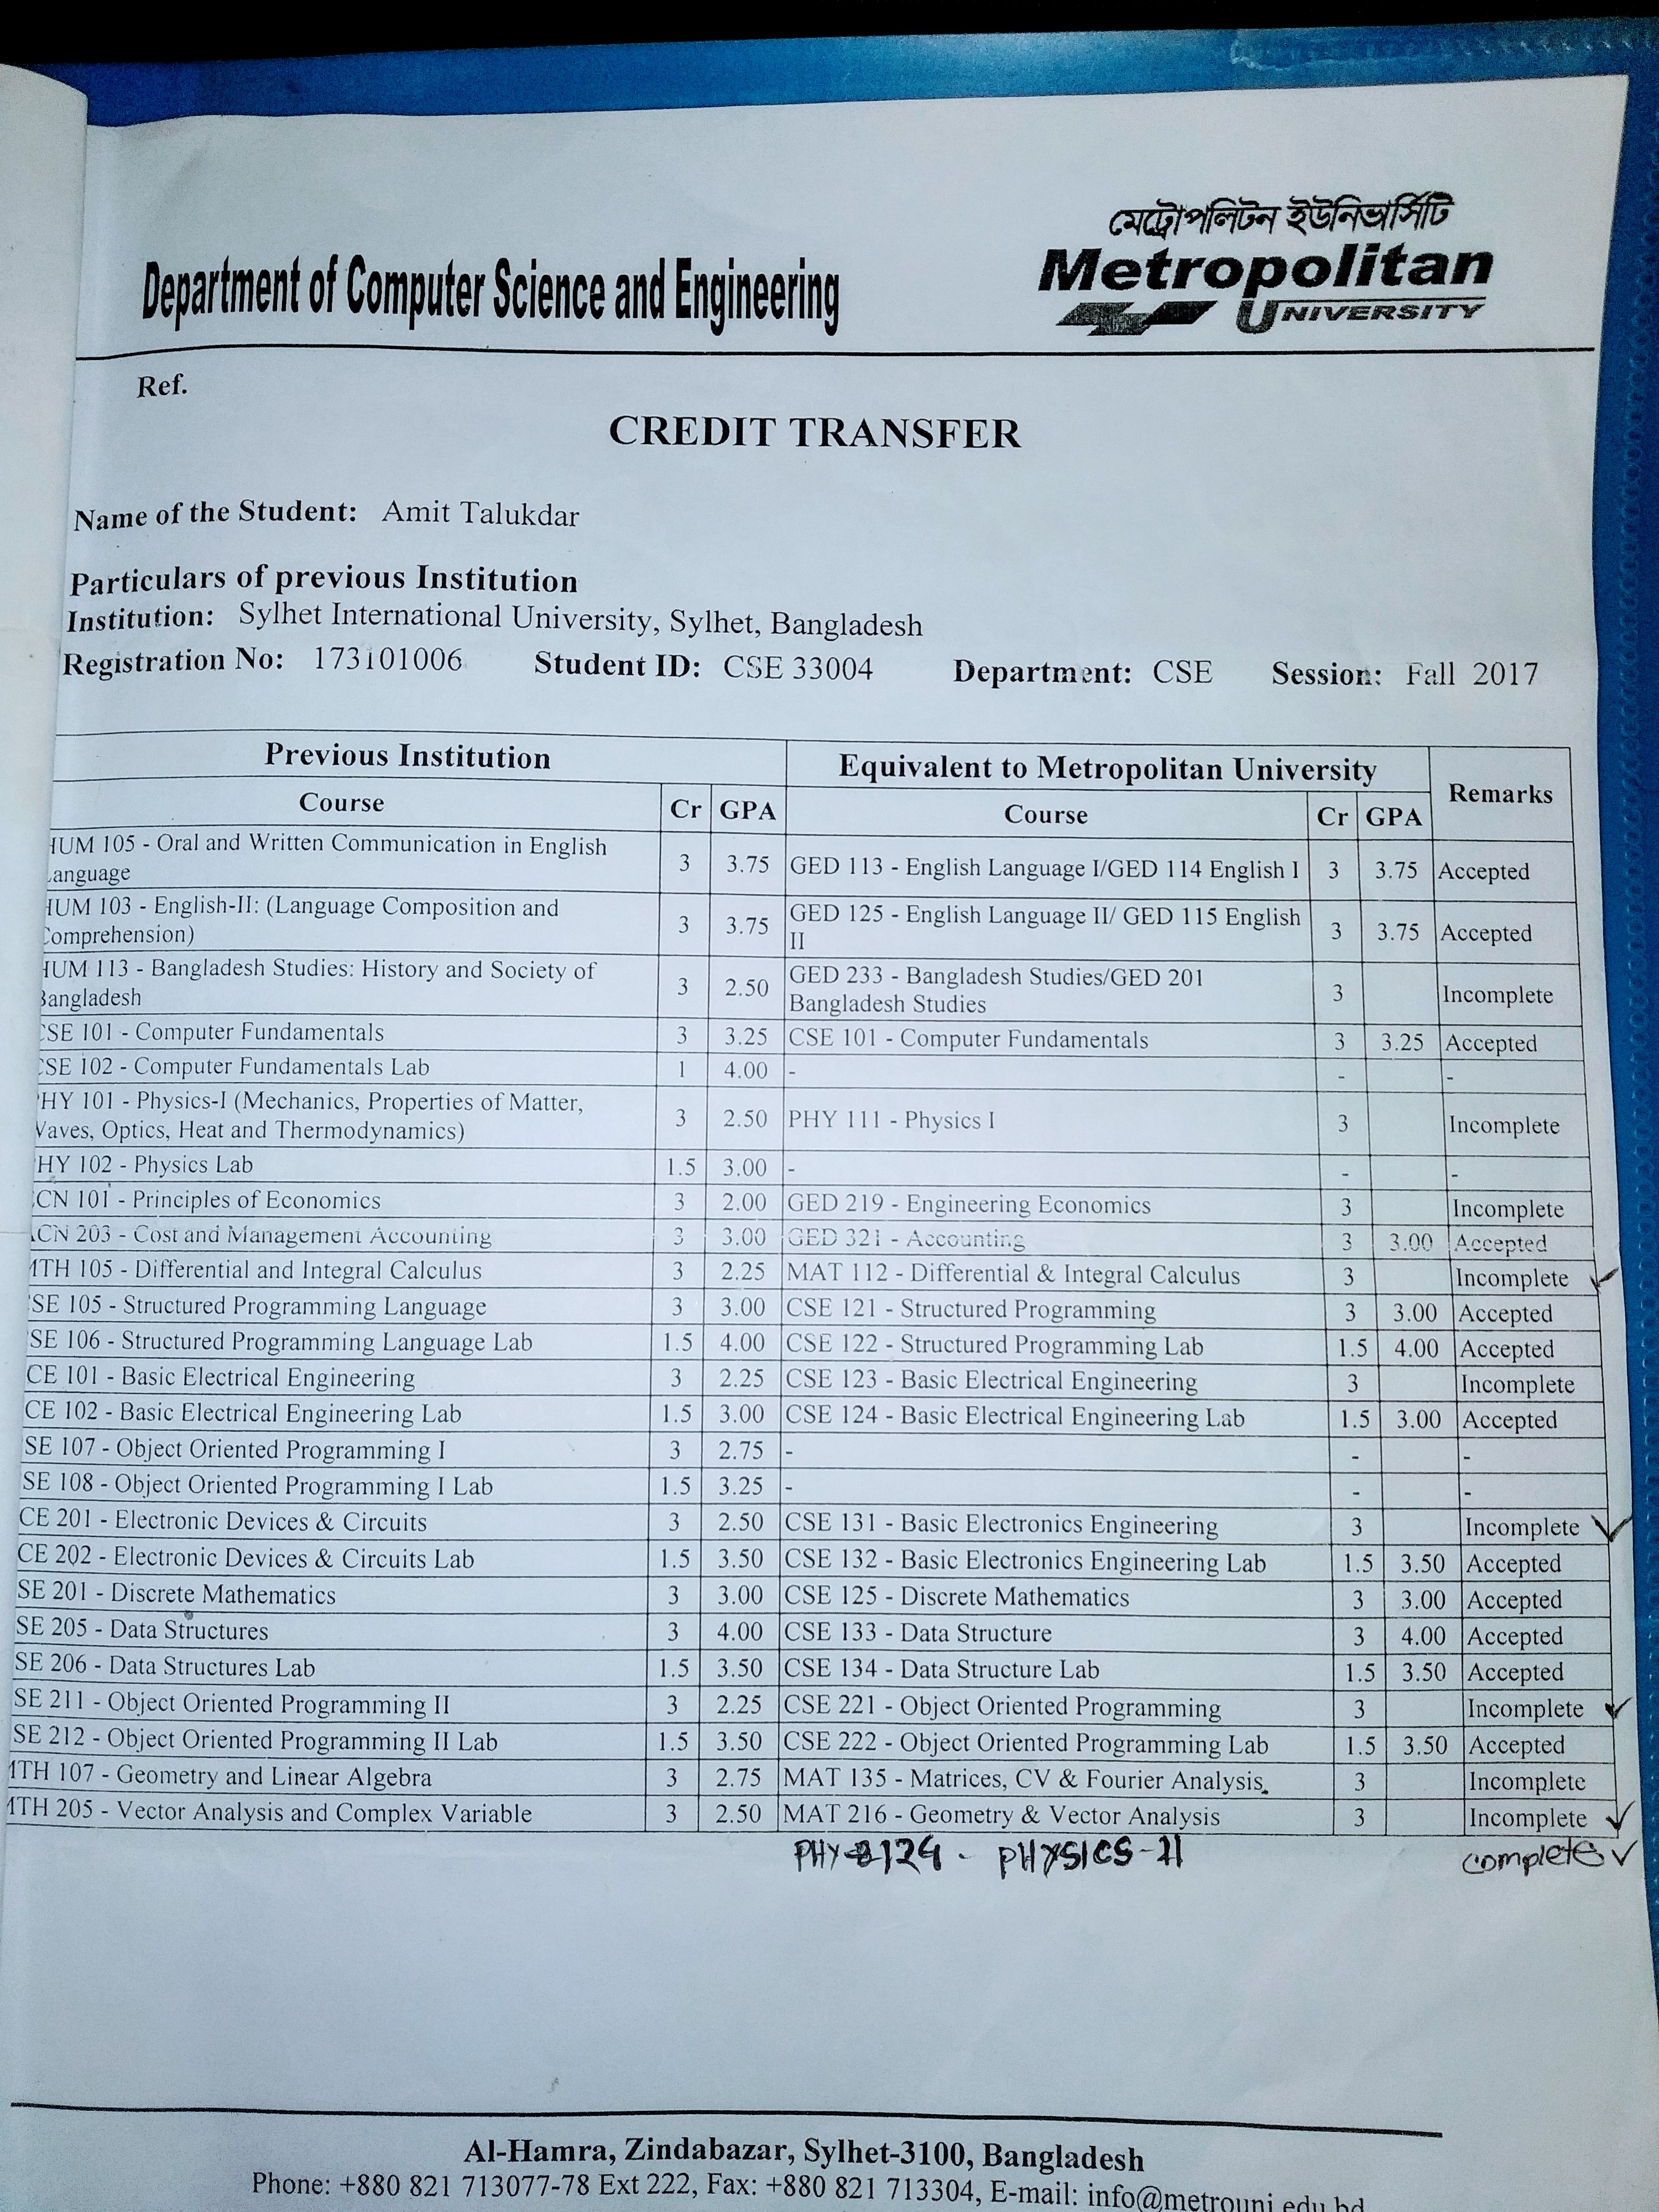 মেট্রোপলিটন ইউনিভার্সিটি
Department of Computer Science and Engineering
Metropolitan
UNIVERSITY
Ref.
CREDIT TRANSFER
Name of the Student: Amit Talukdar
Particulars of previous Institution
Institution: Sylhet International University, Sylhet, Bangladesh
Registration No: 173101006 Student ID: CSE 33004 Department: CSE Session: Fall 2017
Previous Institution Equivalent to Metropolitan University Remarks
Course Cr GPA Course Cr GPA
HUM 105 - Oral and Written Communication in English
Language 3 3.75 GED 113 - English Language I/GED 114 English I 3 3.75 Accepted
HUM 103 - English-II: (Language Composition and
Comprehension) 3 3.75 GED 125 - English Language II/ GED 115 English
II 3 3.75 Accepted
HUM 113 - Bangladesh Studies: History and Society of
Bangladesh 3 2.50 GED 233 - Bangladesh Studies/GED 201
Bangladesh Studies 3 Incomplete
CSE 101 - Computer Fundamentals 3 3.25 CSE 101 - Computer Fundamentals 3 3.25 Accepted
CSE 102 - Computer Fundamentals Lab 1 4.00 - - -
PHY 101 - Physics-I (Mechanics, Properties of Matter,
Waves, Optics, Heat and Thermodynamics) 3 2.50 PHY 111 - Physics I 3 Incomplete
HY 102 - Physics Lab 1.5 3.00 - - -
CN 101 - Principles of Economics 3 2.00 GED 219 - Engineering Economics 3 Incomplete
ACN 203 - Cost and Management Accounting 3 3.00 GED 321 - Accounting 3 3.00 Accepted
MTH 105 - Differential and Integral Calculus 3 2.25 MAT 112 - Differential & Integral Calculus 3 Incomplete ✓
SE 105 - Structured Programming Language 3 3.00 CSE 121 - Structured Programming 3 3.00 Accepted
SE 106 - Structured Programming Language Lab 1.5 4.00 CSE 122 - Structured Programming Lab 1.5 4.00 Accepted
CE 101 - Basic Electrical Engineering 3 2.25 CSE 123 - Basic Electrical Engineering 3 Incomplete
CE 102 - Basic Electrical Engineering Lab 1.5 3.00 CSE 124 - Basic Electrical Engineering Lab 1.5 3.00 Accepted
SE 107 - Object Oriented Programming I 3 2.75 - - -
SE 108 - Object Oriented Programming I Lab 1.5 3.25 - - -
CE 201 - Electronic Devices & Circuits 3 2.50 CSE 131 - Basic Electronics Engineering 3 Incomplete ✓
CE 202 - Electronic Devices & Circuits Lab 1.5 3.50 CSE 132 - Basic Electronics Engineering Lab 1.5 3.50 Accepted
SE 201 - Discrete Mathematics 3 3.00 CSE 125 - Discrete Mathematics 3 3.00 Accepted
SE 205 - Data Structures 3 4.00 CSE 133 - Data Structure 3 4.00 Accepted
SE 206 - Data Structures Lab 1.5 3.50 CSE 134 - Data Structure Lab 1.5 3.50 Accepted
SE 211 - Object Oriented Programming II 3 2.25 CSE 221 - Object Oriented Programming 3 Incomplete ✓
SE 212 - Object Oriented Programming II Lab 1.5 3.50 CSE 222 - Object Oriented Programming Lab 1.5 3.50 Accepted
MTH 107 - Geometry and Linear Algebra 3 2.75 MAT 135 - Matrices, CV & Fourier Analysis. 3 Incomplete
MTH 205 - Vector Analysis and Complex Variable 3 2.50 MAT 216 - Geometry & Vector Analysis 3 Incomplete ✓
PHYSICS-II complete ✓
Al-Hamra, Zindabazar, Sylhet-3100, Bangladesh
Phone: +880 821 713077-78 Ext 222, Fax: +880 821 713304, E-mail: info@metrouni.edu.bd